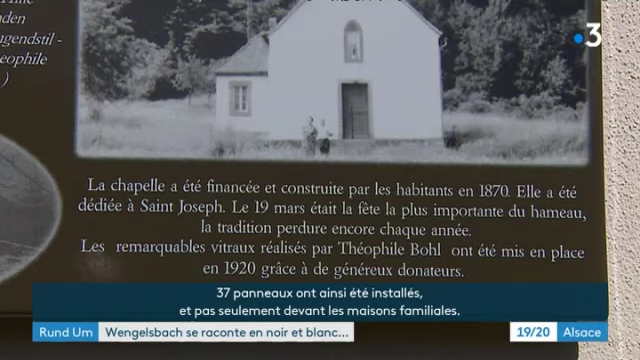 nden
ugendstil -
éophile
)
3
La chapelle a été financée et construite par les habitants en 1870. Elle a été
dédiée à Saint Joseph. Le 19 mars était la fête la plus importante du hameau,
la tradition perdure encore chaque année.
Les remarquables vitraux réalisés par Théophile Bohl ont été mis en place
en 1920 grâce à de généreux donateurs.
37 panneaux ont ainsi été installés,
et pas seulement devant les maisons familiales.
Rund Um Wengelsbach se raconte en noir et blanc... 19/20 Alsace